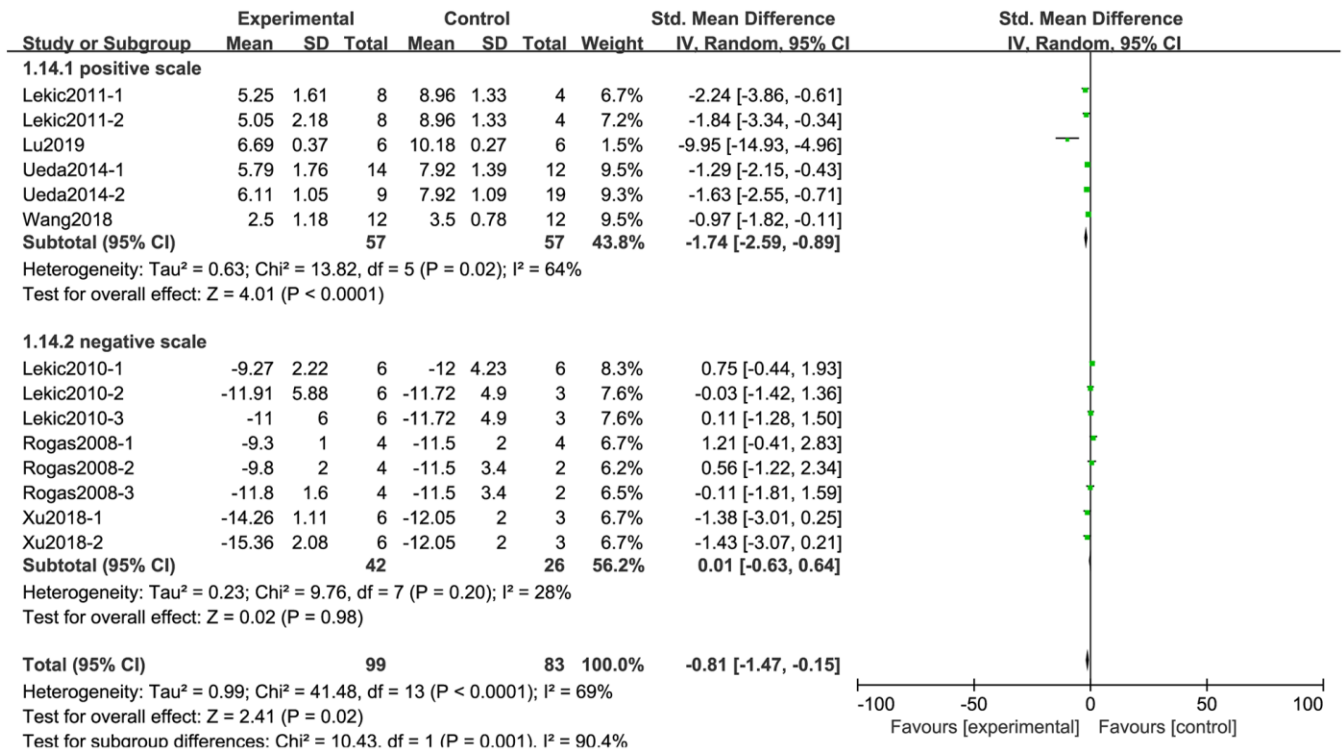 Experimental Control Std. Mean Difference Std. Mean Difference
Study or Subgroup Mean SD Total Mean SD Total Weight IV, Random, 95% CI IV, Random, 95% CI
1.14.1 positive scale
Lekic2011-1 5.25 1.61 8 8.96 1.33 4 6.7% -2.24 [-3.86, -0.61]
Lekic2011-2 5.05 2.18 8 8.96 1.33 4 7.2% -1.84 [-3.34, -0.34]
Lu2019 6.69 0.37 6 10.18 0.27 6 1.5% -9.95 [-14.93, -4.96]
Ueda2014-1 5.79 1.76 14 7.92 1.39 12 9.5% -1.29 [-2.15, -0.43]
Ueda2014-2 6.11 1.05 9 7.92 1.09 19 9.3% -1.63 [-2.55, -0.71]
Wang2018 2.5 1.18 12 3.5 0.78 12 9.5% -0.97 [-1.82, -0.11]
Subtotal (95% CI) 57 57 43.8% -1.74 [-2.59, -0.89]
Heterogeneity: Tau² = 0.63; Chi² = 13.82, df = 5 (P = 0.02); I² = 64%
Test for overall effect: Z = 4.01 (P < 0.0001)
1.14.2 negative scale
Lekic2010-1 -9.27 2.22 6 -12 4.23 6 8.3% 0.75 [-0.44, 1.93]
Lekic2010-2 -11.91 5.88 6 -11.72 4.9 3 7.6% -0.03 [-1.42, 1.36]
Lekic2010-3 -11 6 6 -11.72 4.9 3 7.6% 0.11 [-1.28, 1.50]
Rogas2008-1 -9.3 1 4 -11.5 2 4 6.7% 1.21 [-0.41, 2.83]
Rogas2008-2 -9.8 2 4 -11.5 3.4 2 6.2% 0.56 [-1.22, 2.34]
Rogas2008-3 -11.8 1.6 4 -11.5 3.4 2 6.5% -0.11 [-1.81, 1.59]
Xu2018-1 -14.26 1.11 6 -12.05 2 3 6.7% -1.38 [-3.01, 0.25]
Xu2018-2 -15.36 2.08 6 -12.05 2 3 6.7% -1.43 [-3.07, 0.21]
Subtotal (95% CI) 42 26 56.2% 0.01 [-0.63, 0.64]
Heterogeneity: Tau² = 0.23; Chi² = 9.76, df = 7 (P = 0.20); I² = 28%
Test for overall effect: Z = 0.02 (P = 0.98)
Total (95% CI) 99 83 100.0% -0.81 [-1.47, -0.15]
Heterogeneity: Tau² = 0.99; Chi² = 41.48, df = 13 (P < 0.0001); I² = 69%
Test for overall effect: Z = 2.41 (P = 0.02)
Test for subgroup differences: Chi² = 10.43, df = 1 (P = 0.001), I² = 90.4%
-100 -50 0 50 100
Favours [experimental] Favours [control]